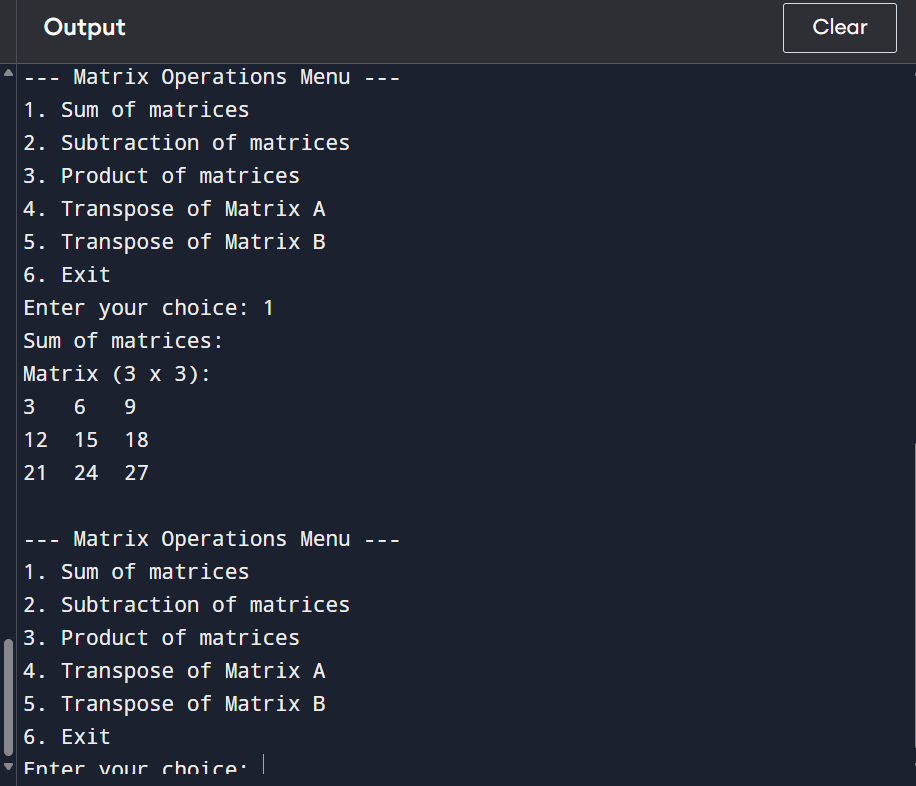 Output
Clear
--- Matrix Operations Menu ---
1. Sum of matrices
2. Subtraction of matrices
3. Product of matrices
4. Transpose of Matrix A
5. Transpose of Matrix B
6. Exit
Enter your choice: 1
Sum of matrices:
Matrix (3 x 3):
3   6   9
12  15  18
21  24  27

--- Matrix Operations Menu ---
1. Sum of matrices
2. Subtraction of matrices
3. Product of matrices
4. Transpose of Matrix A
5. Transpose of Matrix B
6. Exit
Enter your choice: